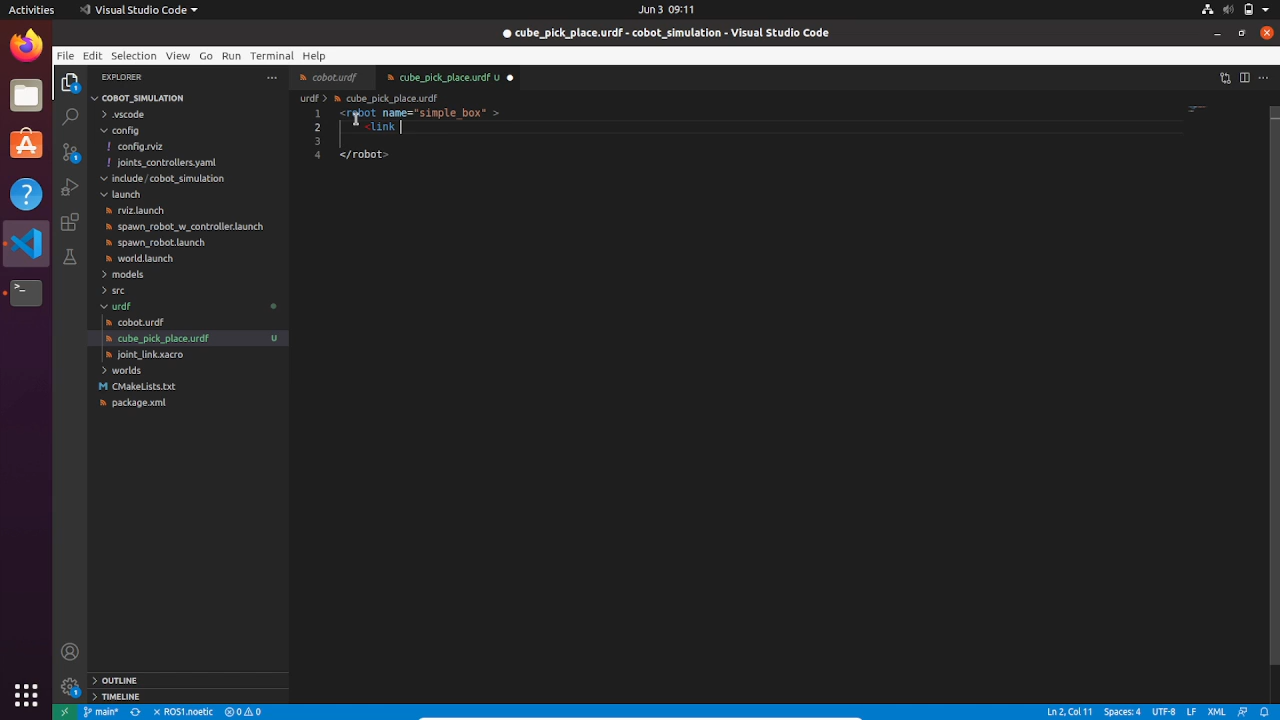 Activities
Visual Studio Code
Jun 3 09:11
● cube_pick_place.urdf - cobot_simulation - Visual Studio Code
File Edit Selection View Go Run Terminal Help
EXPLORER
COBOT_SIMULATION
.vscode
config
config.rviz
joints_controllers.yaml
include / cobot_simulation
launch
rviz.launch
spawn_robot_w_controller.launch
spawn_robot.launch
world.launch
models
src
urdf
cobot.urdf
cube_pick_place.urdf U
joint_link.xacro
worlds
CMakeLists.txt
package.xml
OUTLINE
TIMELINE
cobot.urdf
cube_pick_place.urdf U
urdf > cube_pick_place.urdf
1 <robot name="simple_box" >
2 <link
3
4 </robot>
1
1
1
main*
ROS1.noetic
0 0
Ln 2, Col 11
Spaces: 4
UTF-8
LF
XML